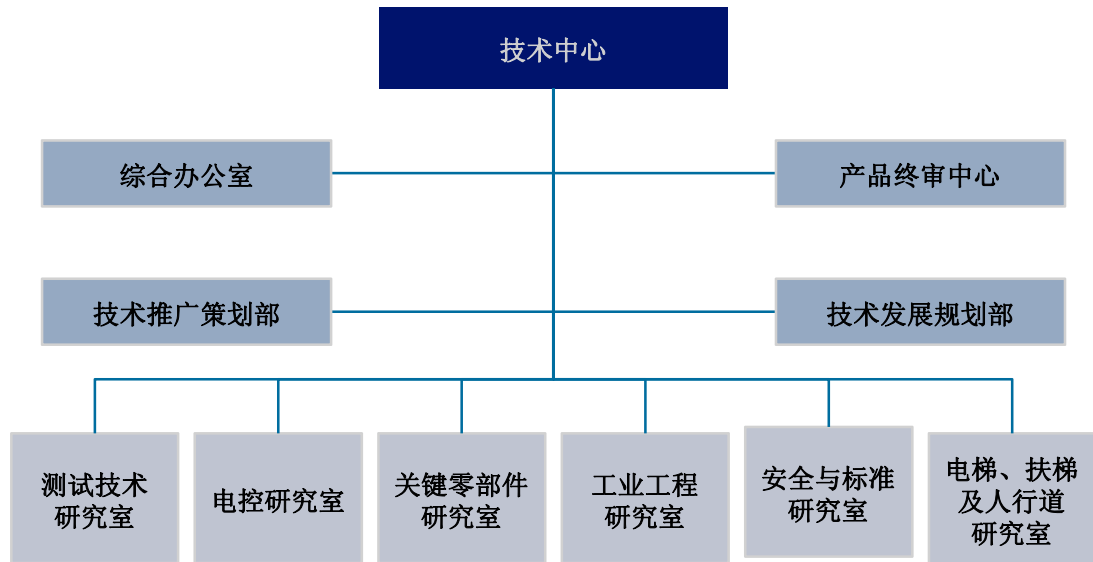 技术中心
综合办公室
产品终审中心
技术推广策划部
技术发展规划部
测试技术
研究室
电控研究室
关键零部件
研究室
工业工程
研究室
安全与标准
研究室
电梯、扶梯
及人行道
研究室